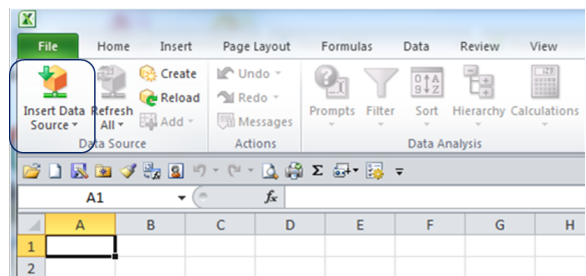 File Home Insert Page Layout Formulas Data Review View
Insert Data Source
Refresh All
Create
Reload
Add
Data Source
Undo
Redo
Messages
Actions
Prompts Filter Sort Hierarchy Calculations
Data Analysis
Σ
A1 fx
A B C D E F G H
1
2